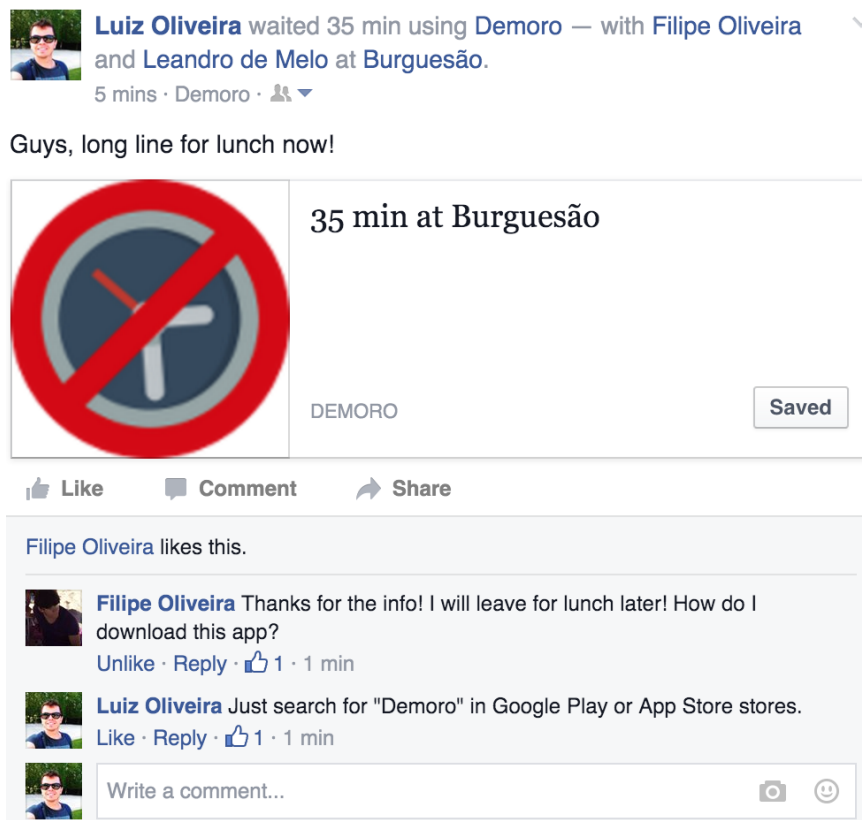 Luiz Oliveira waited 35 min using Demoro — with Filipe Oliveira
and Leandro de Melo at Burguesão.
5 mins · Demoro ·
Guys, long line for lunch now!
35 min at Burguesão
DEMORO
Saved
Like Comment Share
Filipe Oliveira likes this.
Filipe Oliveira Thanks for the info! I will leave for lunch later! How do I
download this app?
Unlike · Reply · 1 · 1 min
Luiz Oliveira Just search for "Demoro" in Google Play or App Store stores.
Like · Reply · 1 · 1 min
Write a comment...